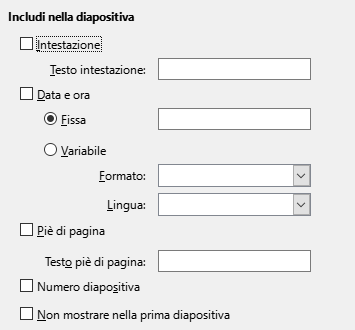 Includi nella diapositiva
Intestazione
Testo intestazione:
Data e ora
Fissa
Variabile
Formato:
Lingua:
Piè di pagina
Testo piè di pagina:
Numero diapositiva
Non mostrare nella prima diapositiva